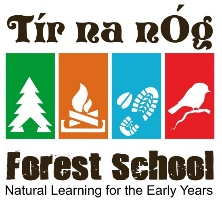 Tír na nÓg
Forest School
Natural Learning for the Early Years